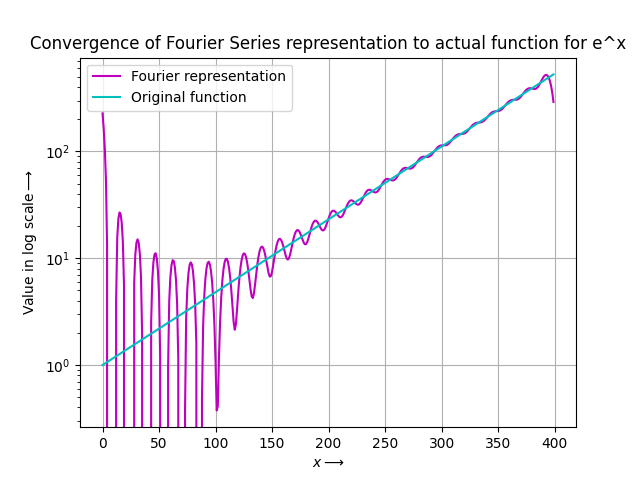 Convergence of Fourier Series representation to actual function for e^x
Fourier representation
Original function
Value in log scale⟶
10²
10¹
10⁰
0 50 100 150 200 250 300 350 400
x⟶